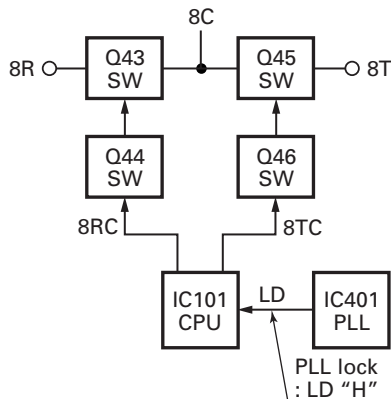 8C
8R
Q43
SW
Q45
SW
8T
Q44
SW
Q46
SW
8RC
8TC
IC101
CPU
LD
IC401
PLL
PLL lock
: LD “H”